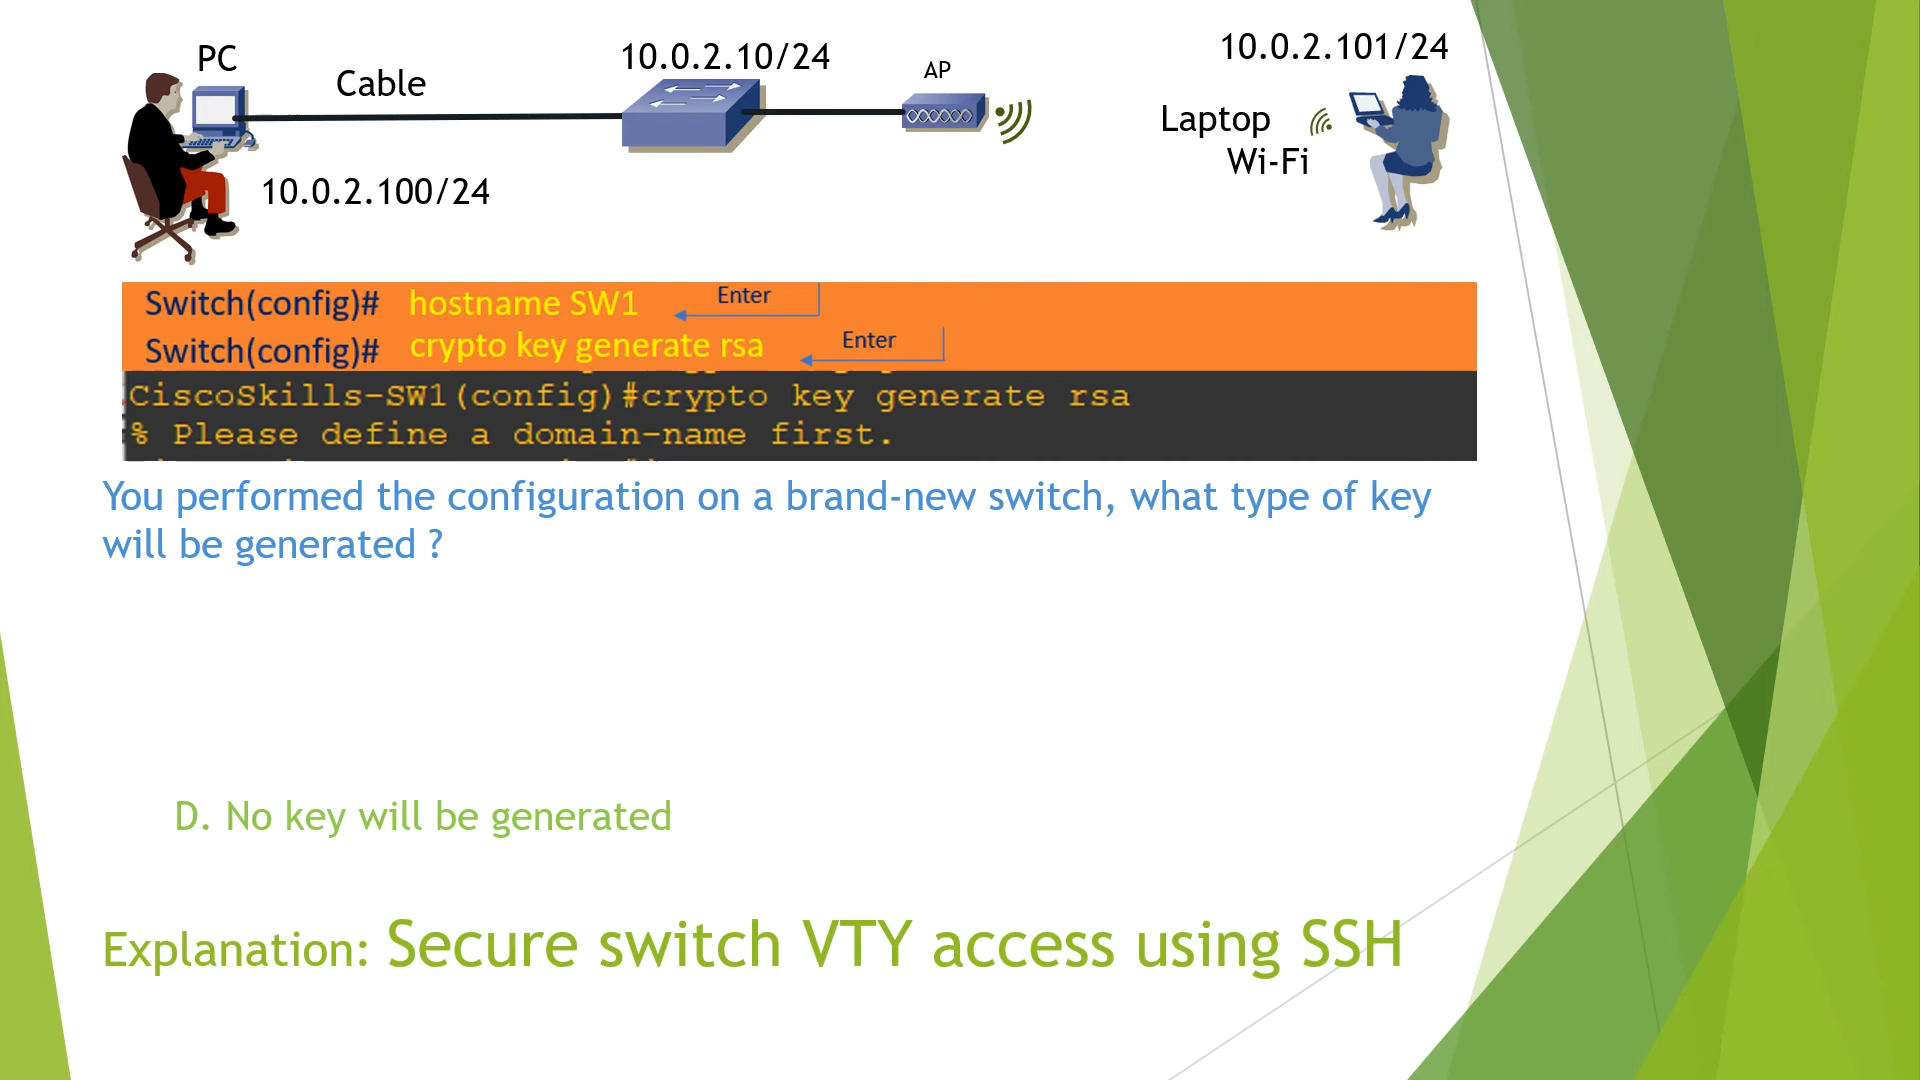 PC
Cable
10.0.2.10/24
AP
10.0.2.101/24
Laptop
Wi-Fi
10.0.2.100/24
Switch(config)# hostname SW1 Enter
Switch(config)# crypto key generate rsa Enter
CiscoSkills-SW1(config)#crypto key generate rsa
% Please define a domain-name first.
You performed the configuration on a brand-new switch, what type of key
will be generated ?
D. No key will be generated
Explanation: Secure switch VTY access using SSH